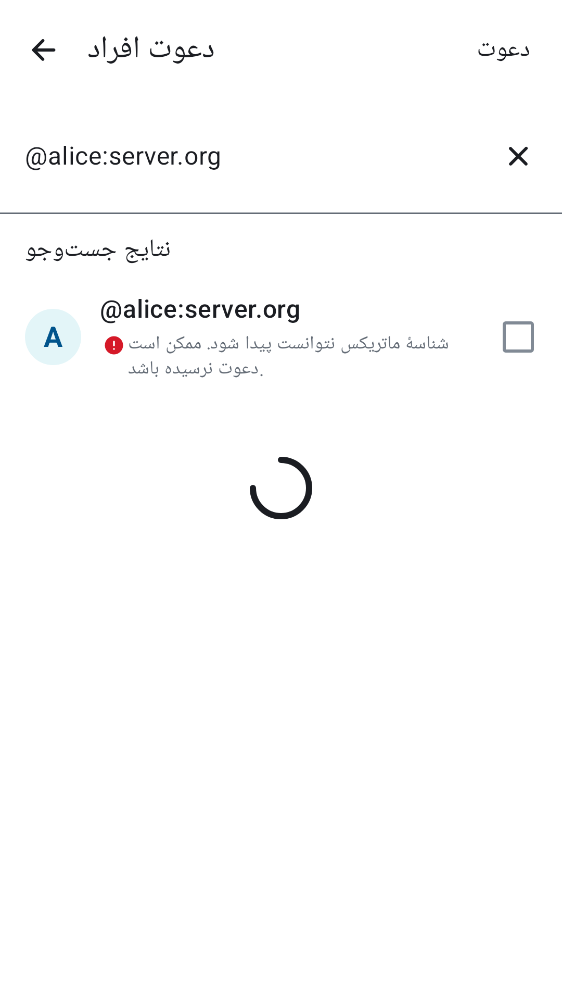 دعوت افراد
دعوت
@alice:server.org
نتایج جست‌وجو
A
@alice:server.org
شناسهٔ ماتریکس نتوانست پیدا شود. ممکن است
دعوت نرسیده باشد.